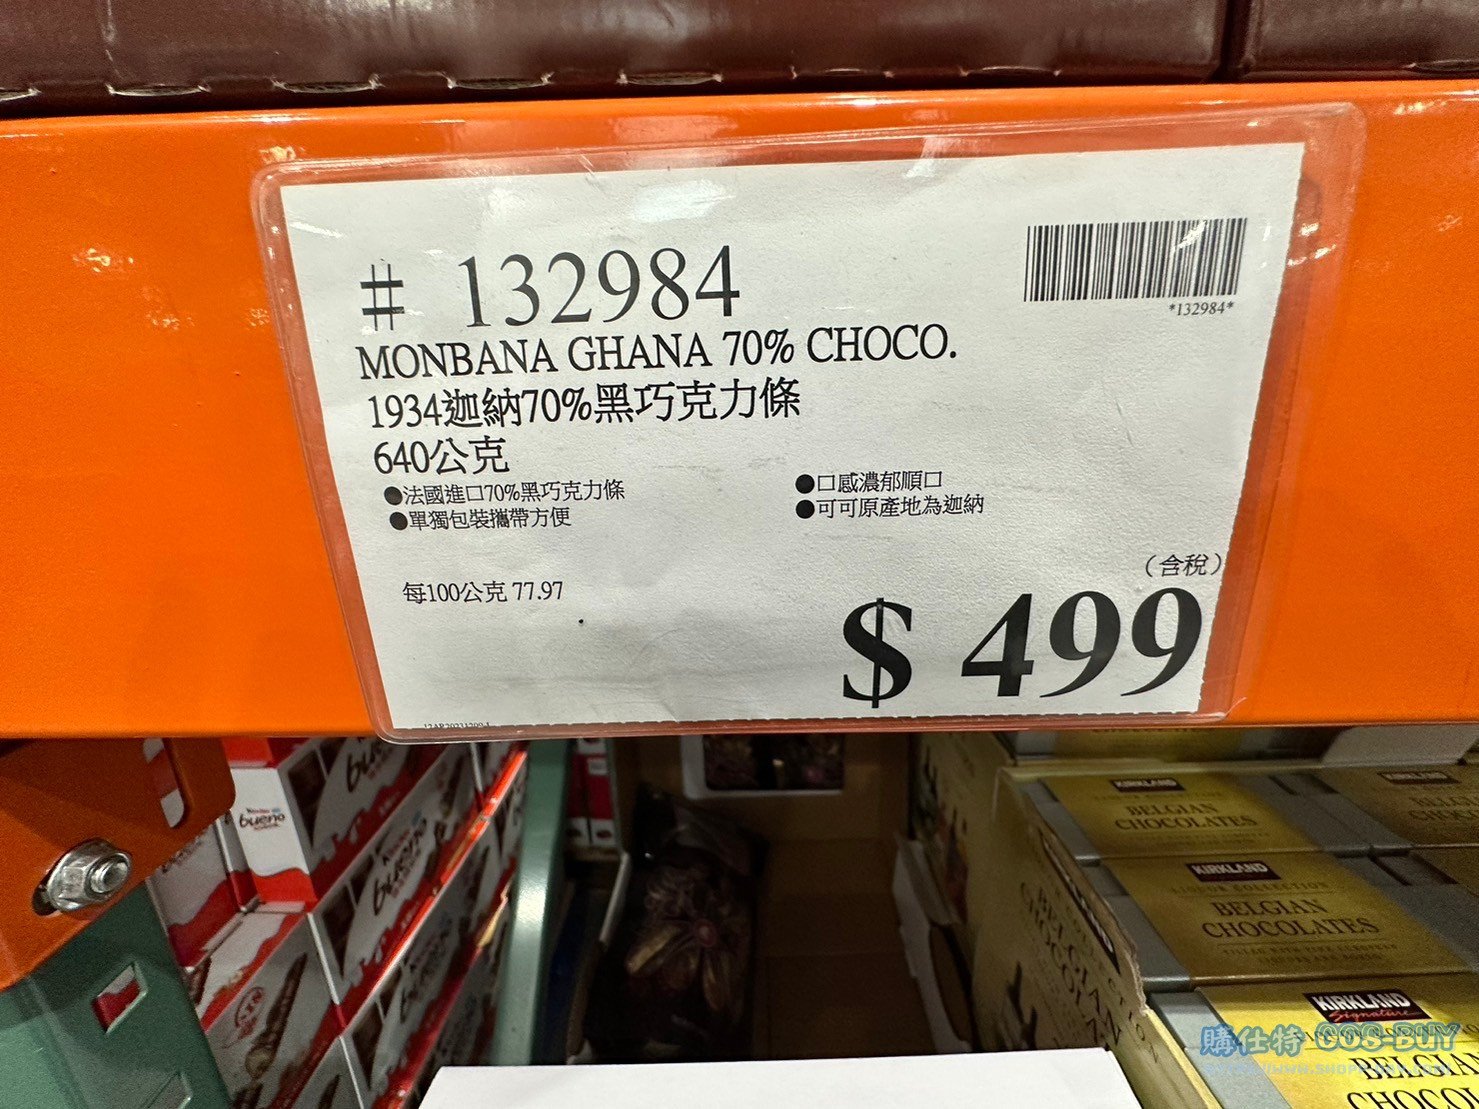 # 132984
*132984*
MONBANA GHANA 70% CHOCO.
1934迦納70%黑巧克力條
640公克
●法國進口70%黑巧克力條
●口感濃郁順口
●單獨包裝攜帶方便
●可可原產地為迦納
每100公克 77.97
(含稅)
$ 499
bueno
bueno
KIRKLAND
BELGIAN
CHOCOLATES
KIRKLAND
BELGIAN
CHOCOLATES
KIRKLAND
Signature
購仕特 COS-BUY
BELGIAN